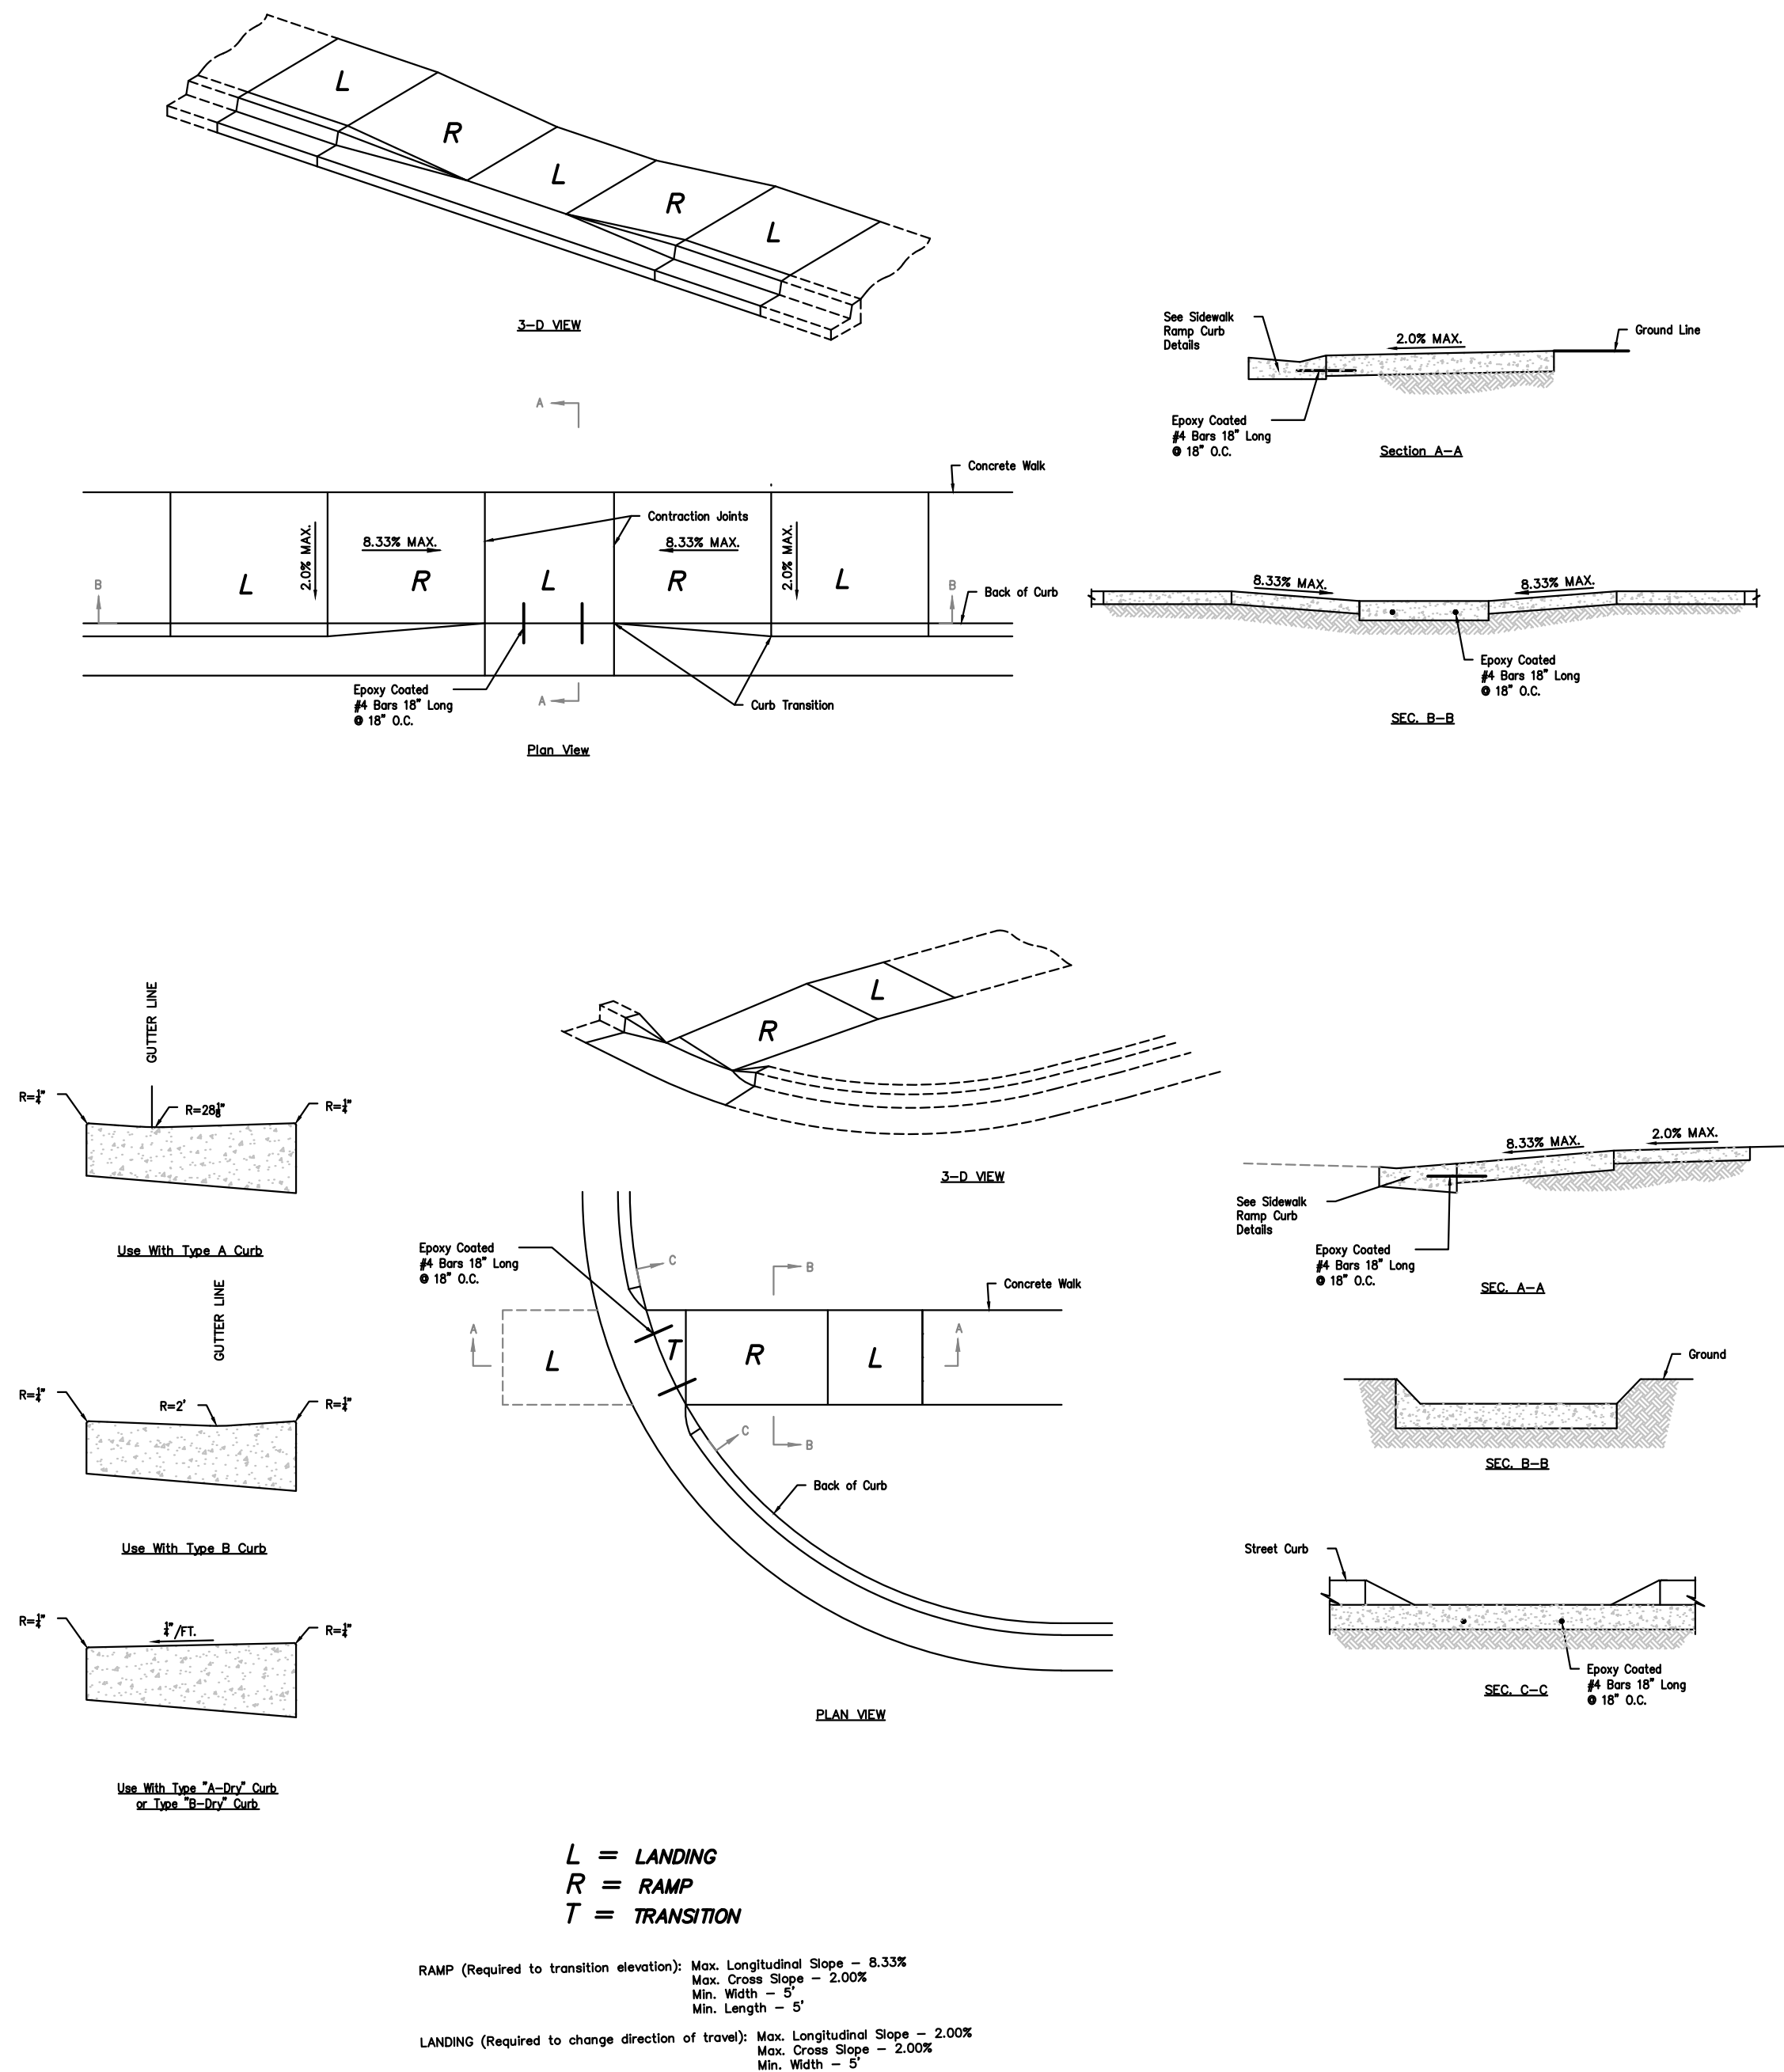 L
R
L
R
L
3-D VIEW
See Sidewalk
Ramp Curb
Details
2.0% MAX.
Ground Line
Epoxy Coated
#4 Bars 18" Long
@ 18" O.C.
Section A-A
A
Concrete Walk
Contraction Joints
2.0% MAX.
8.33% MAX.
8.33% MAX.
2.0% MAX.
B
L
R
L
R
L
B
Back of Curb
Epoxy Coated
#4 Bars 18" Long
@ 18" O.C.
A
Curb Transition
Plan View
8.33% MAX.
8.33% MAX.
Epoxy Coated
#4 Bars 18" Long
@ 18" O.C.
SEC. B-B
GUTTER LINE
R=¼"
R=28⅛"
R=¼"
Use With Type A Curb
GUTTER LINE
R=¼"
R=2'
R=¼"
Use With Type B Curb
R=¼"
¼"/FT.
R=¼"
Use With Type "A-Dry" Curb
or Type "B-Dry" Curb
L
R
3-D VIEW
Epoxy Coated
#4 Bars 18" Long
@ 18" O.C.
C
B
Concrete Walk
A
L
T
R
L
A
C
B
Back of Curb
PLAN VIEW
8.33% MAX.
2.0% MAX.
See Sidewalk
Ramp Curb
Details
Epoxy Coated
#4 Bars 18" Long
@ 18" O.C.
SEC. A-A
Ground
SEC. B-B
Street Curb
Epoxy Coated
#4 Bars 18" Long
@ 18" O.C.
SEC. C-C
L = LANDING
R = RAMP
T = TRANSITION
RAMP (Required to transition elevation): Max. Longitudinal Slope - 8.33%
Max. Cross Slope - 2.00%
Min. Width - 5'
Min. Length - 5'
LANDING (Required to change direction of travel): Max. Longitudinal Slope - 2.00%
Max. Cross Slope - 2.00%
Min. Width - 5'